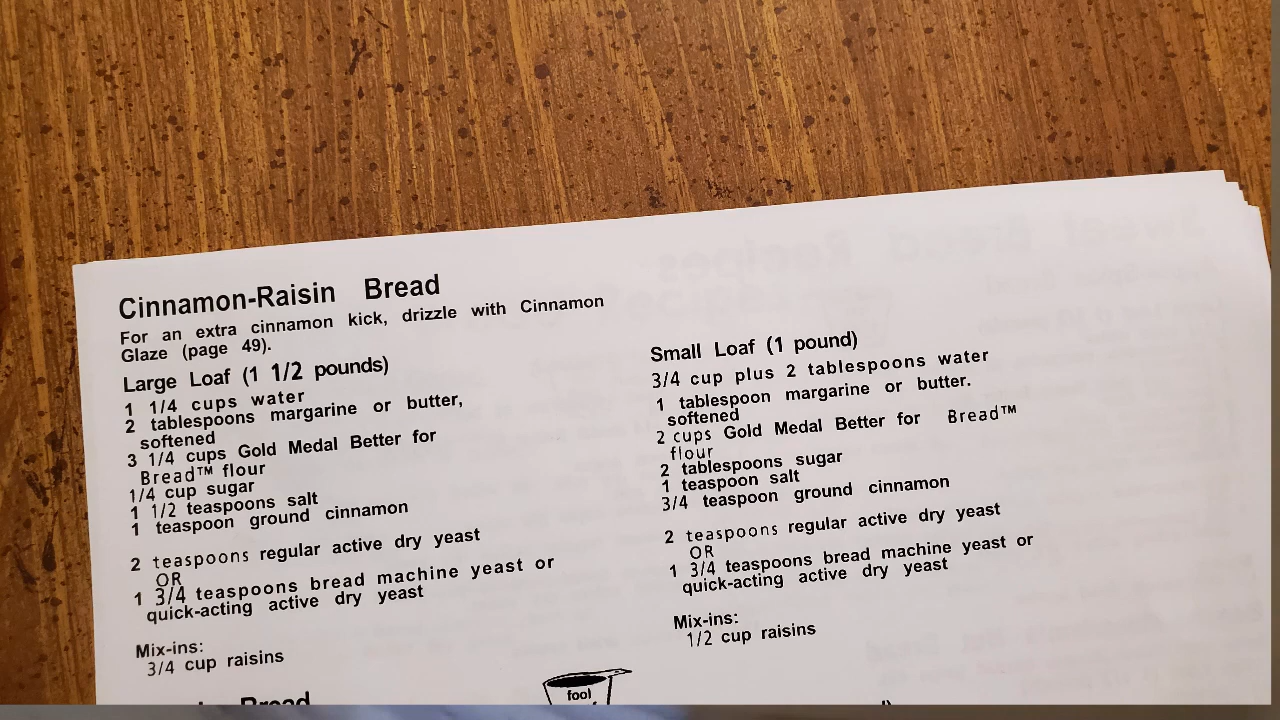 Cinnamon-Raisin Bread
For an extra cinnamon kick, drizzle with Cinnamon
Glaze (page 49).
Large Loaf (1 1/2 pounds)
1 1/4 cups water
2 tablespoons margarine or butter,
softened
3 1/4 cups Gold Medal Better for
Bread™ flour
1/4 cup sugar
1 1/2 teaspoons salt
1 teaspoon ground cinnamon
2 teaspoons regular active dry yeast
OR
1 3/4 teaspoons bread machine yeast or
quick-acting active dry yeast
Mix-ins:
3/4 cup raisins
Small Loaf (1 pound)
3/4 cup plus 2 tablespoons water
1 tablespoon margarine or butter.
softened
2 cups Gold Medal Better for Bread™
flour
2 tablespoons sugar
1 teaspoon salt
3/4 teaspoon ground cinnamon
2 teaspoons regular active dry yeast
OR
1 3/4 teaspoons bread machine yeast or
quick-acting active dry yeast
Mix-ins:
1/2 cup raisins
Bread
fool